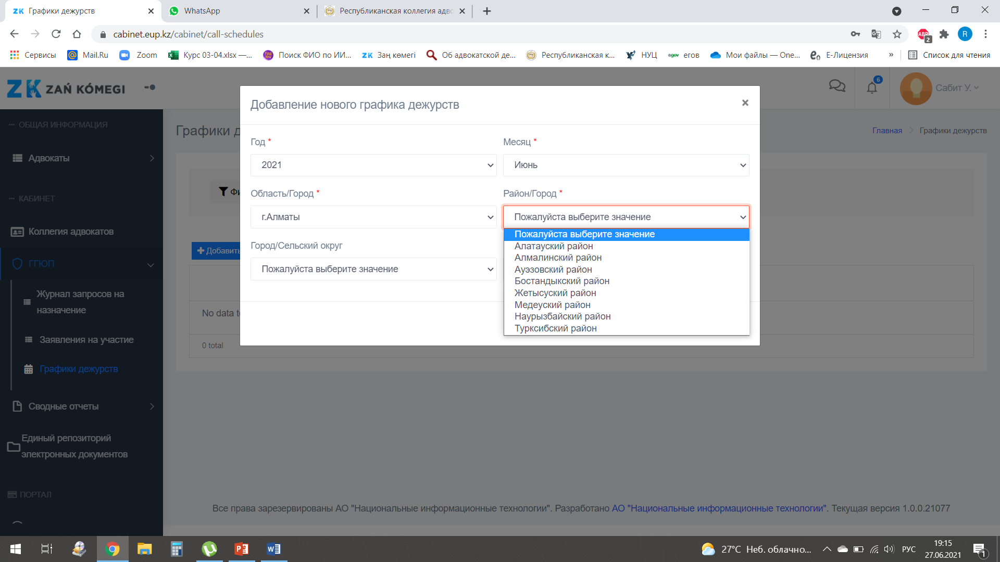 Графики дежурств
WhatsApp
Республиканская коллегия адво
cabinet.eup.kz/cabinet/call-schedules
ABP
2
R
Сервисы
Mail.Ru
Zoom
Курс 03-04.xlsx —...
Поиск ФИО по ИИ...
Заң көмегі
Об адвокатской де...
Республиканская к...
НУЦ
егов
Мои файлы — One...
Е-Лицензия
»
Список для чтения
ZK ZAŃ KÓMEGI
6
Сабит У.
ОБЩАЯ ИНФОРМАЦИЯ
Адвокаты
КАБИНЕТ
Коллегия адвокатов
ГГЮП
Журнал запросов на
назначение
Заявления на участие
Графики дежурств
Сводные отчеты
Единый репозиторий
электронных документов
ПОРТАЛ
Графики д
Главная
Графики дежурств
Фи
Добавить
No data t
0 total
Добавление нового графика дежурств
×
Год *
Месяц *
2021
Июнь
Область/Город *
Район/Город *
г.Алматы
Пожалуйста выберите значение
Пожалуйста выберите значение
Алатауский район
Алмалинский район
Ауэзовский район
Бостандыкский район
Жетысуский район
Медеуский район
Наурызбайский район
Турксибский район
Город/Сельский округ
Пожалуйста выберите значение
Все права зарезервированы АО "Национальные информационные технологии". Разработано АО "Национальные информационные технологии". Текущая версия 1.0.0.21077
27°C Неб. облачно...
РУС
19:15
27.06.2021
1